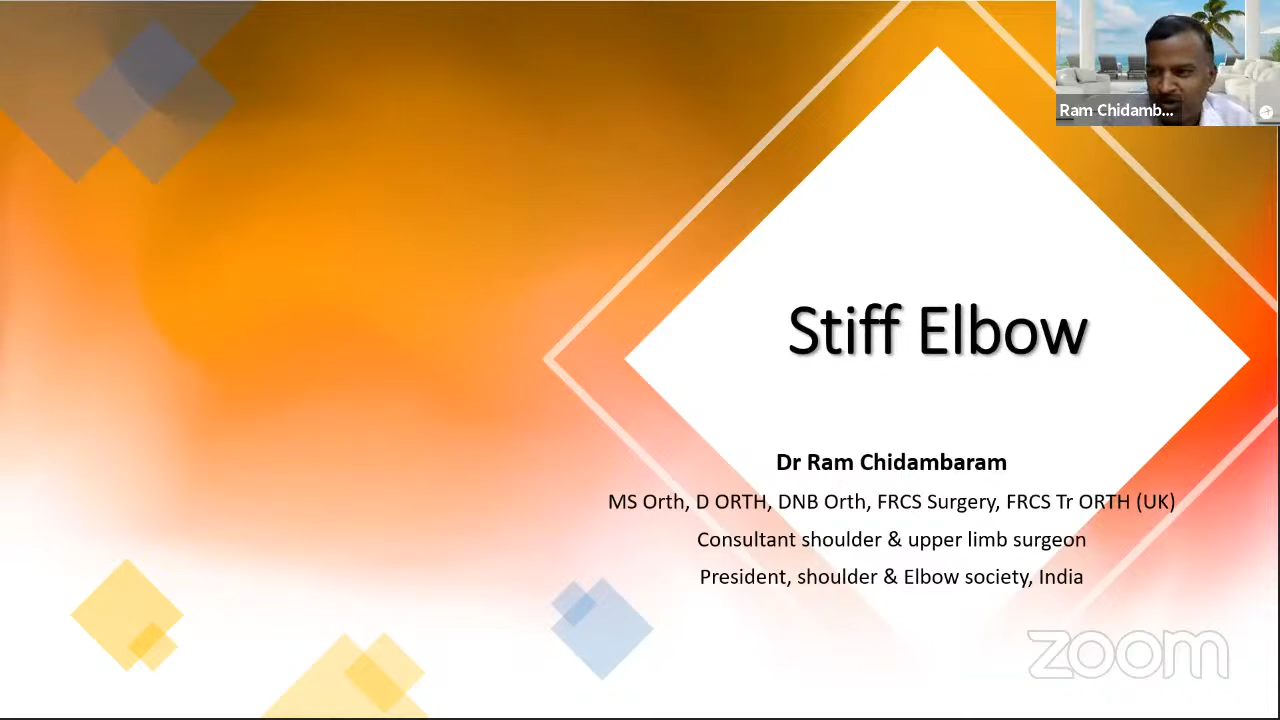 Ram Chidamb...
Stiff Elbow
Dr Ram Chidambaram
MS Orth, D ORTH, DNB Orth, FRCS Surgery, FRCS Tr ORTH (UK)
Consultant shoulder & upper limb surgeon
President, shoulder & Elbow society, India
zoom